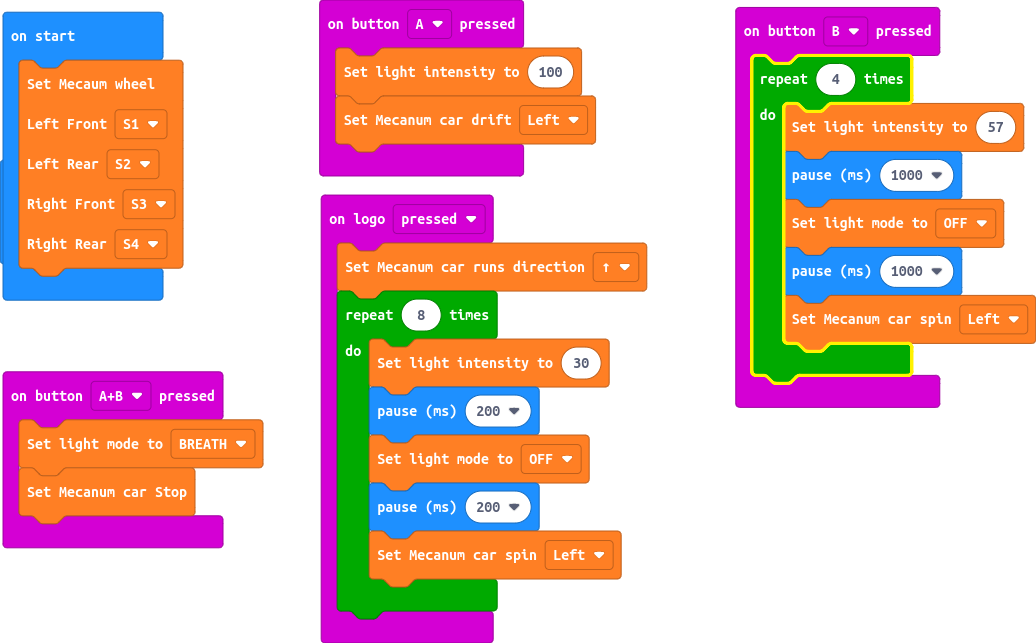 on start
Set Mecaum wheel
Left Front S1
Left Rear S2
Right Front S3
Right Rear S4
on button A+B pressed
Set light mode to BREATH
Set Mecanum car Stop
on button A pressed
Set light intensity to 100
Set Mecanum car drift Left
on logo pressed
Set Mecanum car runs direction ↑
repeat 8 times
do
Set light intensity to 30
pause (ms) 200
Set light mode to OFF
pause (ms) 200
Set Mecanum car spin Left
on button B pressed
repeat 4 times
do
Set light intensity to 57
pause (ms) 1000
Set light mode to OFF
pause (ms) 1000
Set Mecanum car spin Left